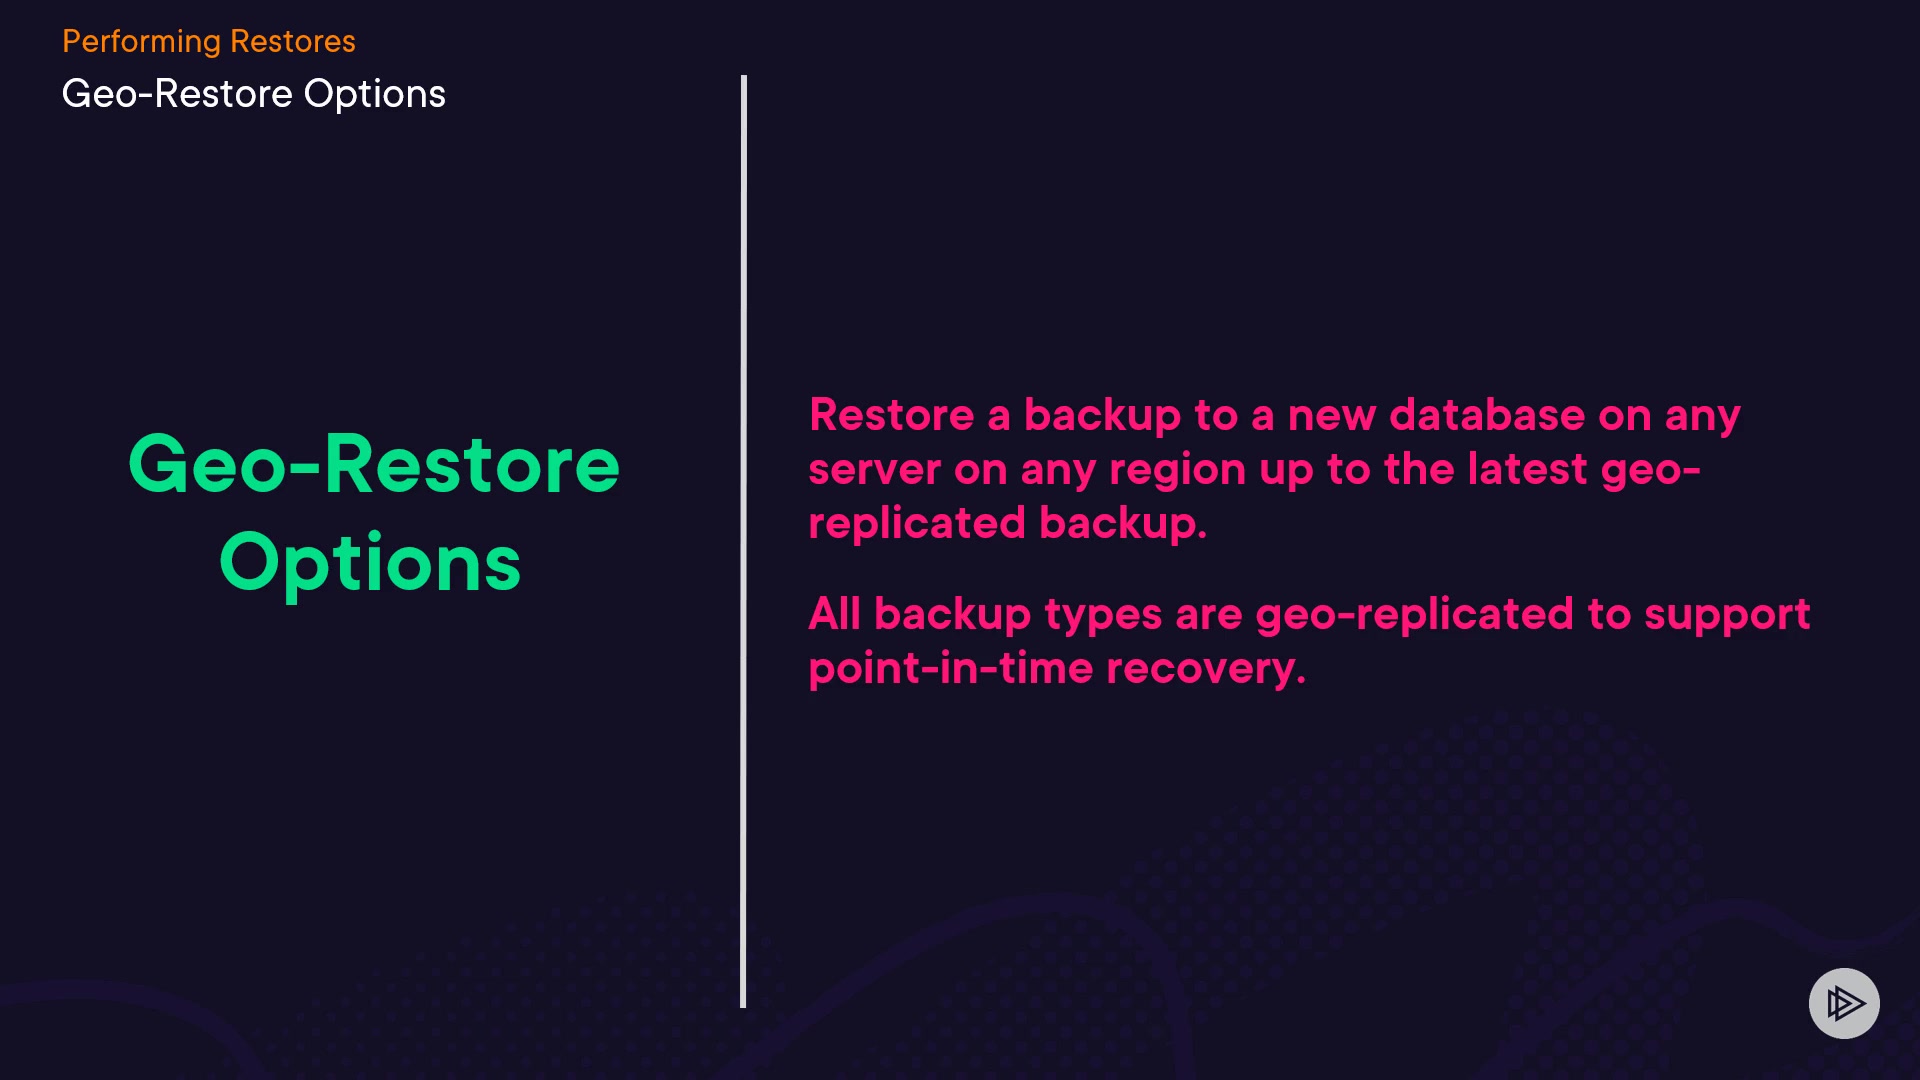 Performing Restores
Geo-Restore Options
Geo-Restore
Options
Restore a backup to a new database on any
server on any region up to the latest geo-
replicated backup.
All backup types are geo-replicated to support
point-in-time recovery.